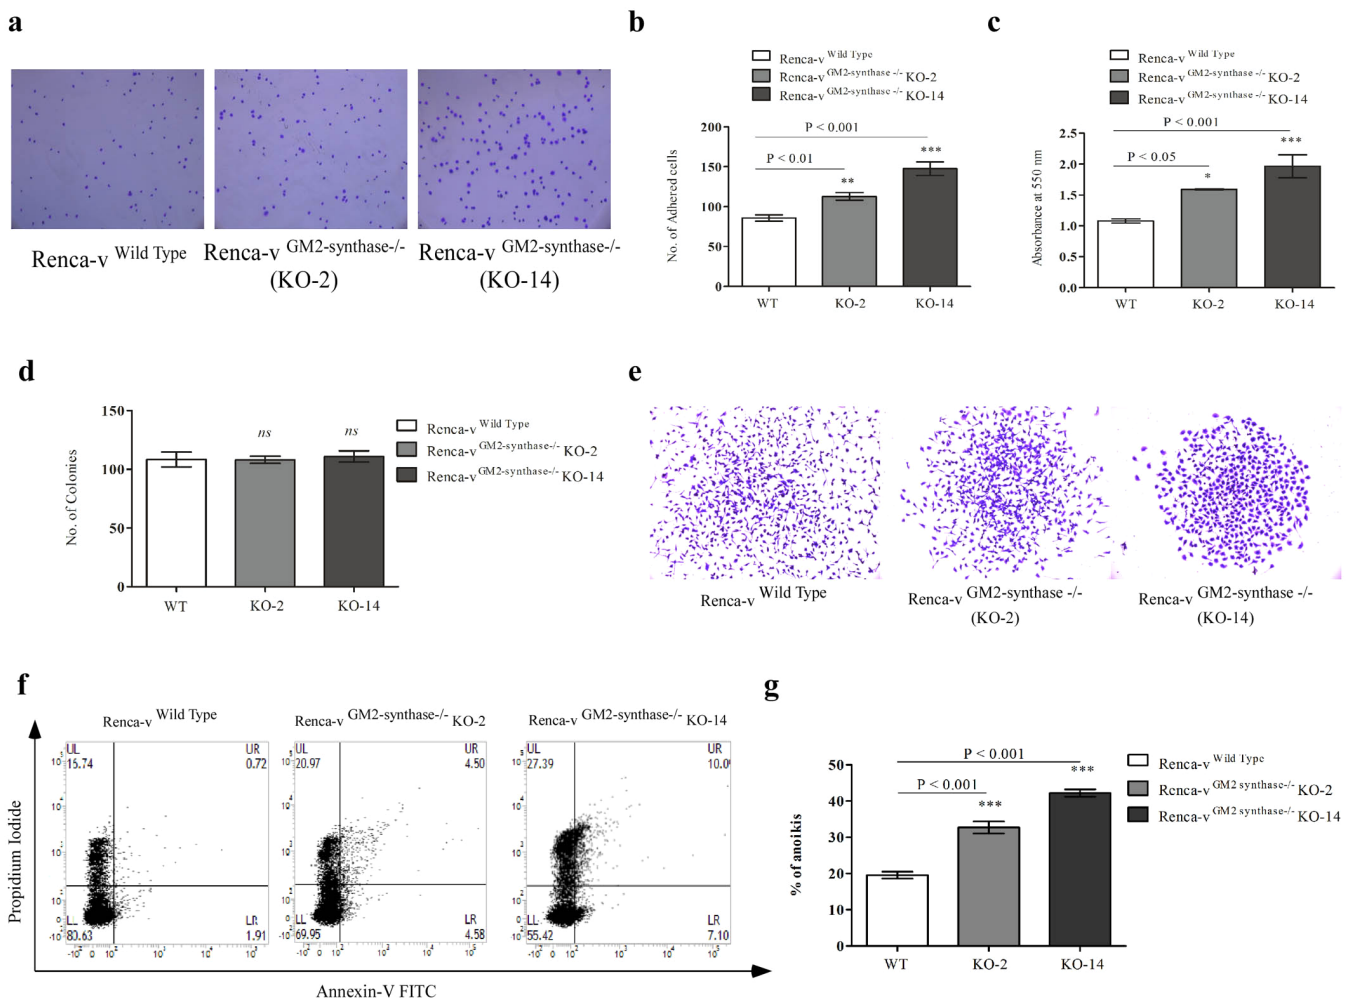 a
Renca-v Wild Type
Renca-v GM2-synthase-/-
(KO-2)
Renca-v GM2-synthase-/-
(KO-14)
b
Renca-v Wild Type
Renca-v GM2-synthase -/- KO-2
Renca-v GM2-synthase -/- KO-14
No. of Adhered cells
200
150
100
50
0
P < 0.001
P < 0.01
**
***
WT
KO-2
KO-14
c
Renca-v Wild Type
Renca-v GM2-synthase -/- KO-2
Renca-v GM2-synthase -/- KO-14
Absorbance at 550 nm
2.5
2.0
1.5
1.0
0.5
0.0
P < 0.001
P < 0.05
*
***
WT
KO-2
KO-14
d
No. of Colonies
150
100
50
0
ns
ns
WT
KO-2
KO-14
Renca-v Wild Type
Renca-v GM2-synthase-/- KO-2
Renca-v GM2-synthase-/- KO-14
e
Renca-v Wild Type
Renca-v GM2-synthase -/-
(KO-2)
Renca-v GM2-synthase -/-
(KO-14)
f
Propidium Iodide
Annexin-V FITC
Renca-v Wild Type
UL
15.74
UR
0.72
LL
80.63
LR
1.91
Renca-v GM2-synthase-/- KO-2
UL
20.97
UR
4.50
LL
69.95
LR
4.58
Renca-v GM2-synthase-/- KO-14
UL
27.39
UR
LL
55.42
LR
7.10
g
% of anoikis
50
40
30
20
10
0
P < 0.001
P < 0.001
***
***
WT
KO-2
KO-14
Renca-v Wild Type
Renca-v GM2 synthase-/- KO-2
Renca-v GM2 synthase-/- KO-14